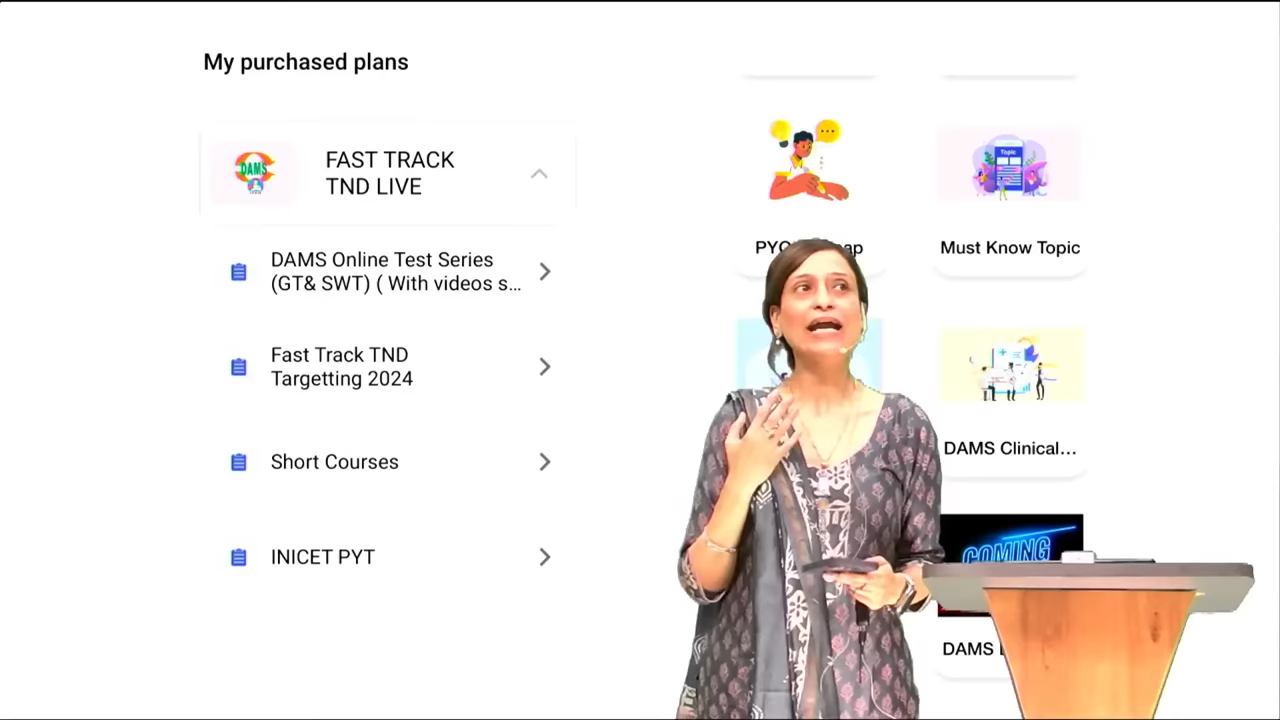 My purchased plans
DAMS
FAST TRACK
TND LIVE
DAMS Online Test Series
(GT& SWT) ( With videos s...
Fast Track TND
Targetting 2024
Short Courses
INICET PYT
Topic
Must Know Topic
DAMS Clinical...
COMING
DAMS